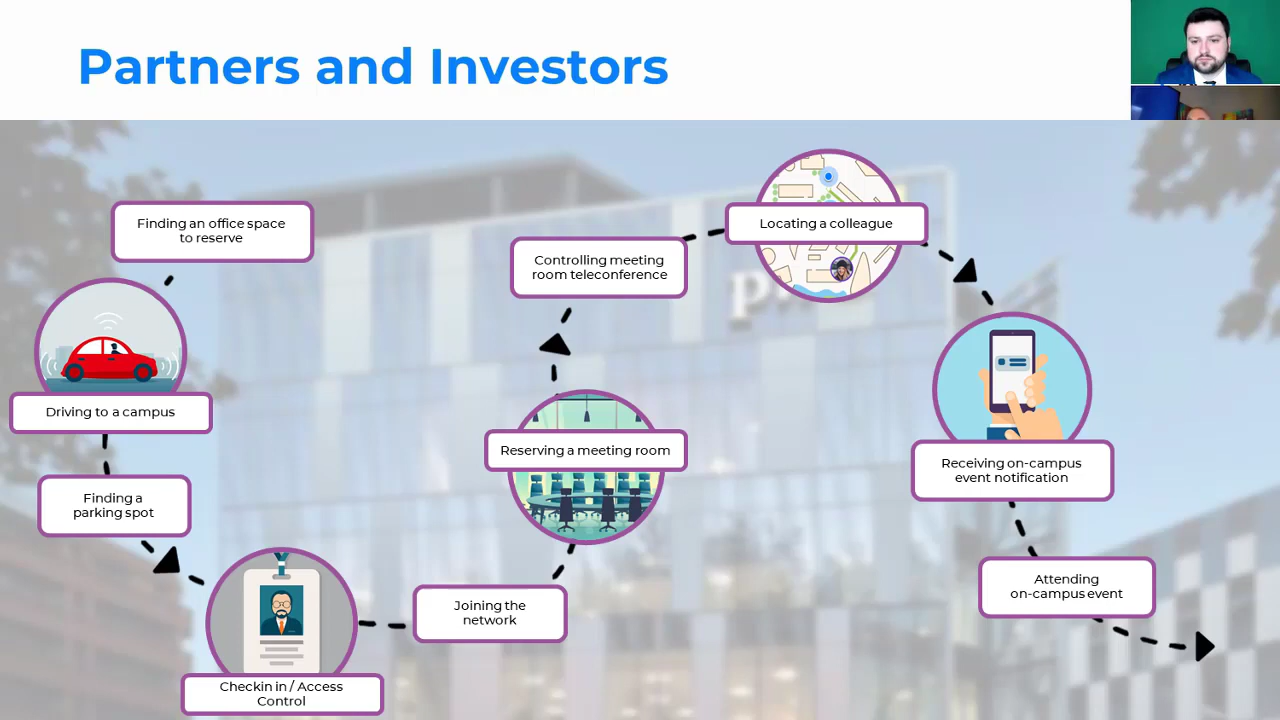 Partners and Investors
Finding an office space
to reserve
Driving to a campus
Finding a
parking spot
Checkin in / Access
Control
Joining the
network
Reserving a meeting room
Controlling meeting
room teleconference
Locating a colleague
Receiving on-campus
event notification
Attending
on-campus event